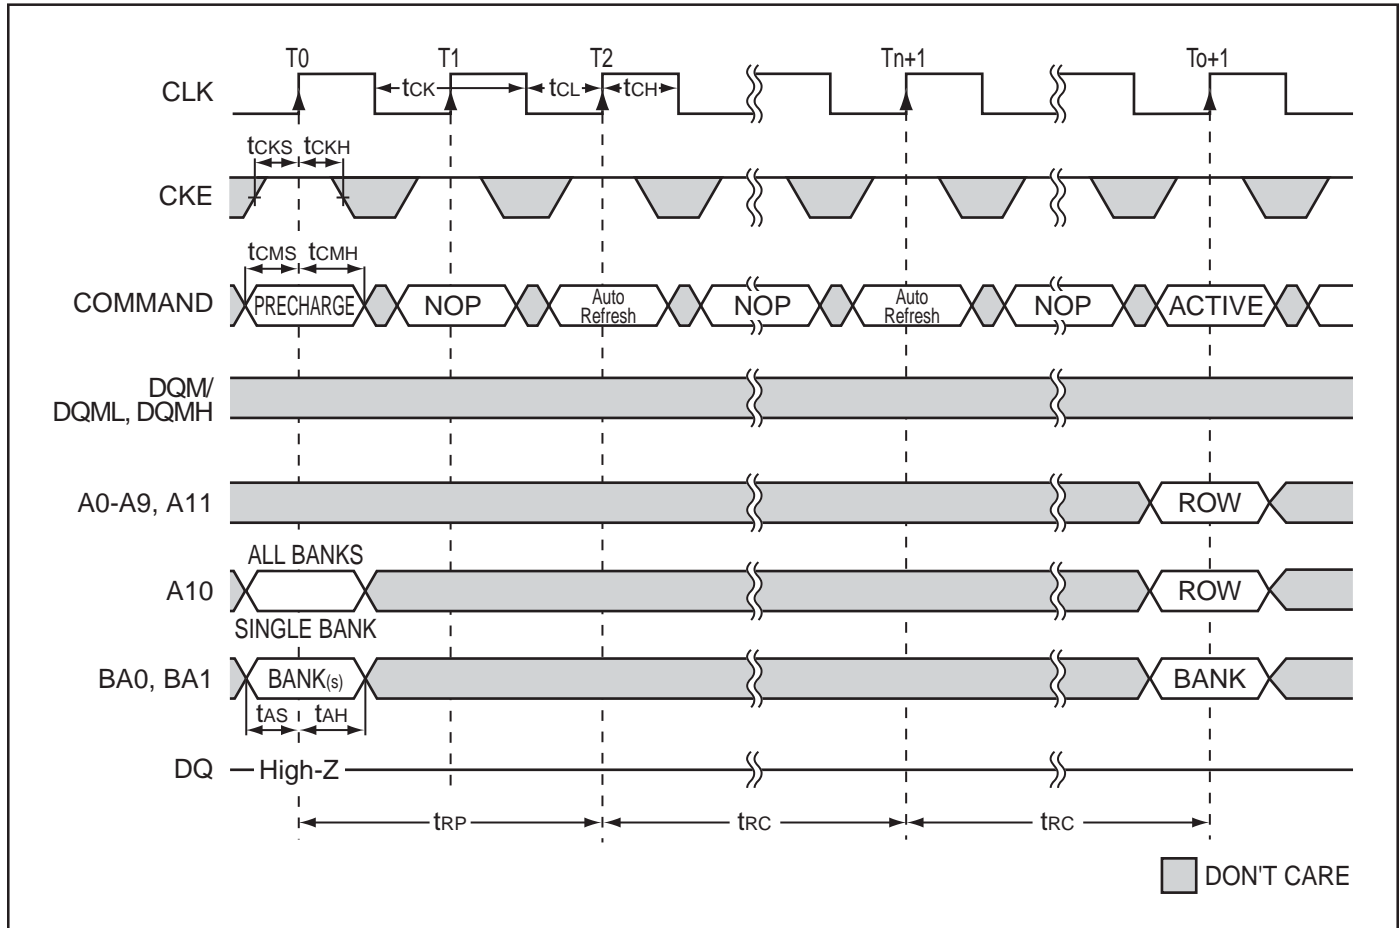 T0 T1 T2 Tn+1 To+1
CLK
tCK tCL tCH
tCKS tCKH
CKE
tCMS tCMH
COMMAND PRECHARGE NOP Auto Refresh NOP Auto Refresh NOP ACTIVE
DQM/
DQML, DQMH
A0-A9, A11 ROW
ALL BANKS
A10 ROW
SINGLE BANK
BA0, BA1 BANK(s) BANK
tAS tAH
DQ High-Z
tRP tRC tRC
DON'T CARE